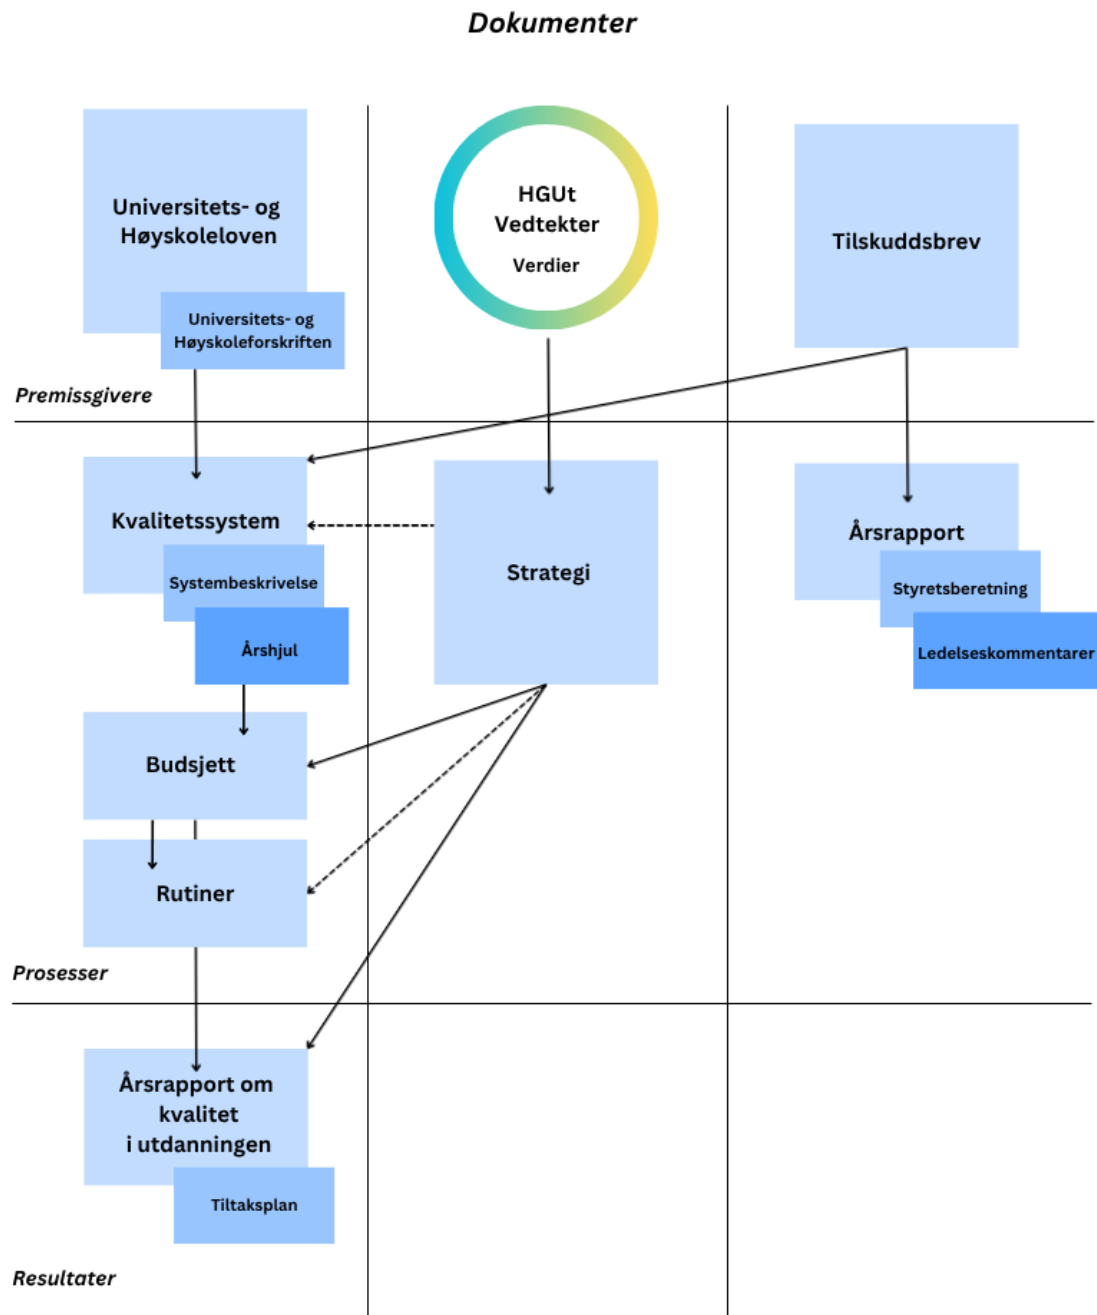 Dokumenter
Universitets- og
Høyskoleloven
Universitets- og
Høyskoleforskriften
HGUt
Vedtekter
Verdier
Tilskuddsbrev
Premissgivere
Kvalitetssystem
Systembeskrivelse
Årshjul
Strategi
Årsrapport
Styretsberetning
Ledelseskommentarer
Budsjett
Rutiner
Prosesser
Årsrapport om
kvalitet
i utdanningen
Tiltaksplan
Resultater